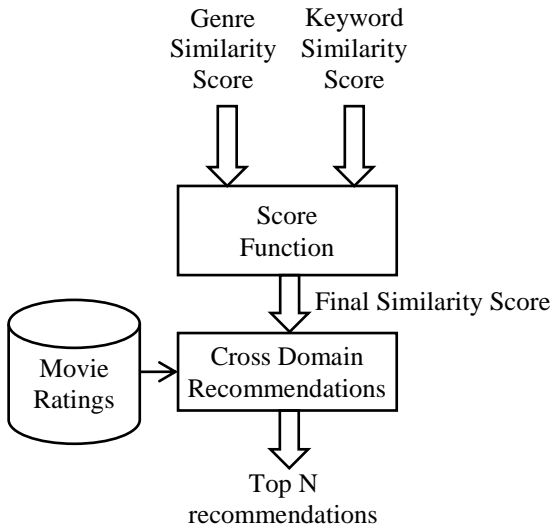 Genre
Similarity
Score
Keyword
Similarity
Score
Score
Function
Final Similarity Score
Movie
Ratings
Cross Domain
Recommendations
Top N
recommendations